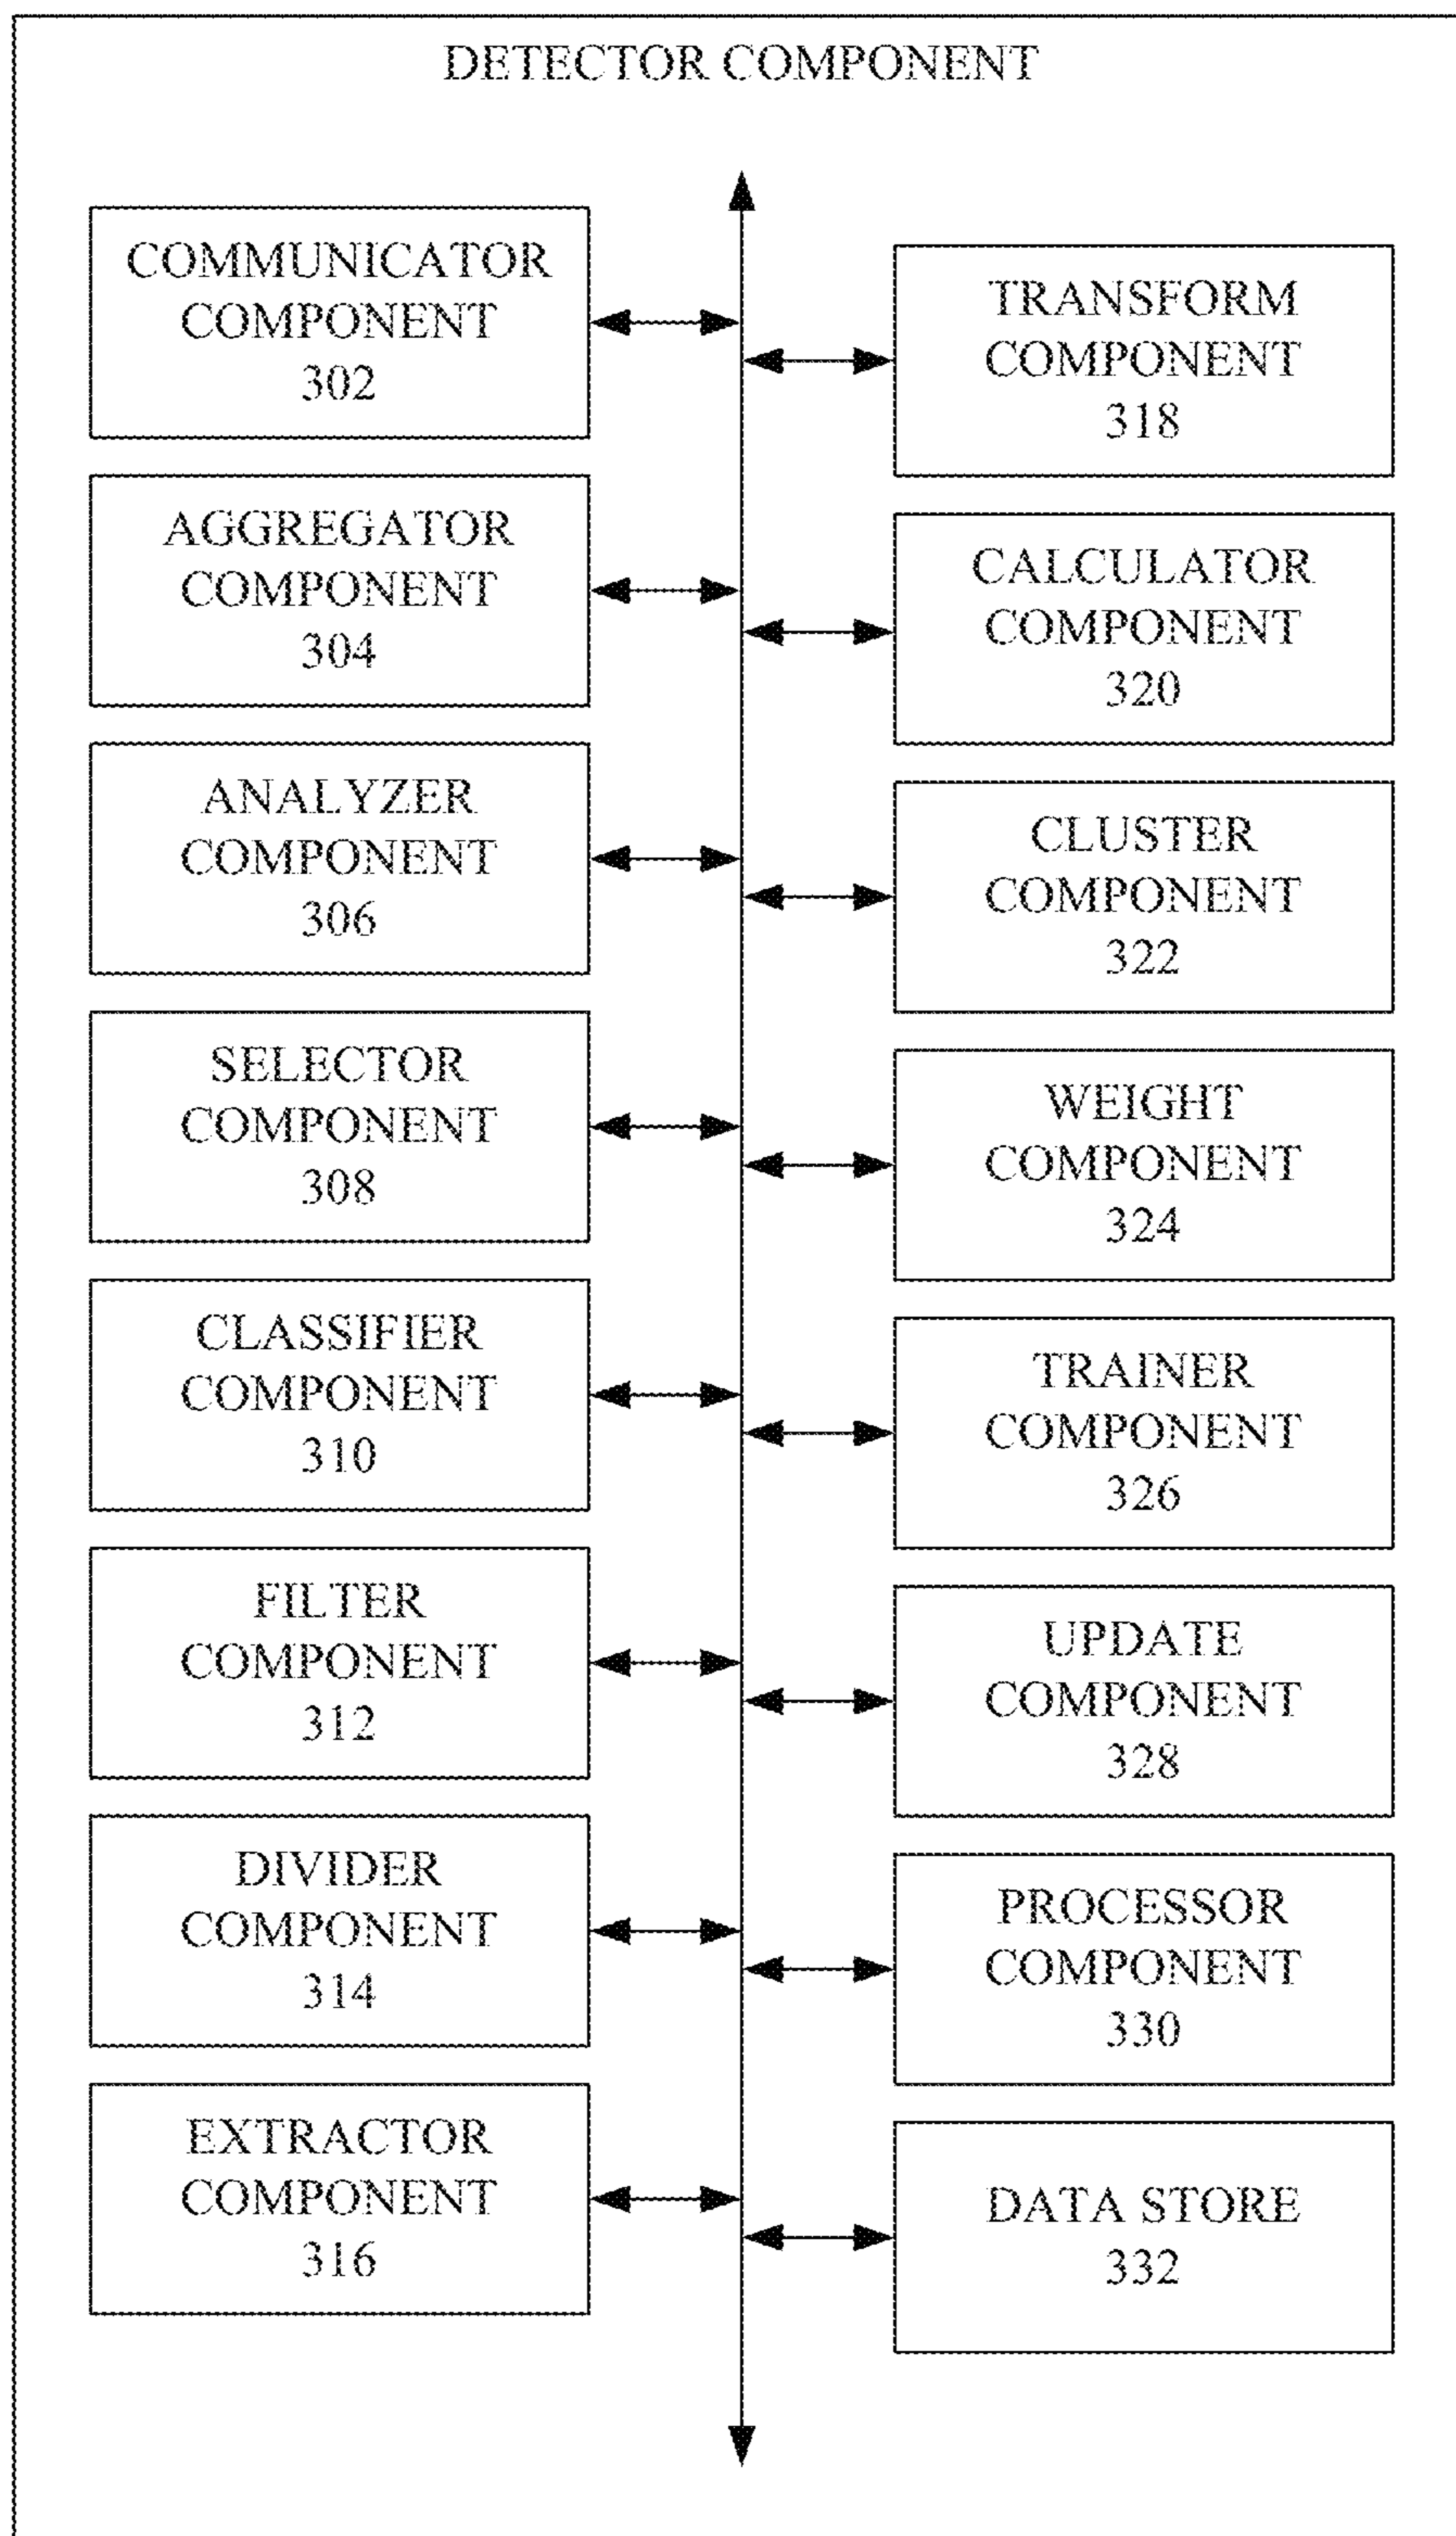 DETECTOR COMPONENT
COMMUNICATOR
COMPONENT
302
AGGREGATOR
COMPONENT
304
ANALYZER
COMPONENT
306
SELECTOR
COMPONENT
308
CLASSIFIER
COMPONENT
310
FILTER
COMPONENT
312
DIVIDER
COMPONENT
314
EXTRACTOR
COMPONENT
316
TRANSFORM
COMPONENT
318
CALCULATOR
COMPONENT
320
CLUSTER
COMPONENT
322
WEIGHT
COMPONENT
324
TRAINER
COMPONENT
326
UPDATE
COMPONENT
328
PROCESSOR
COMPONENT
330
DATA STORE
332